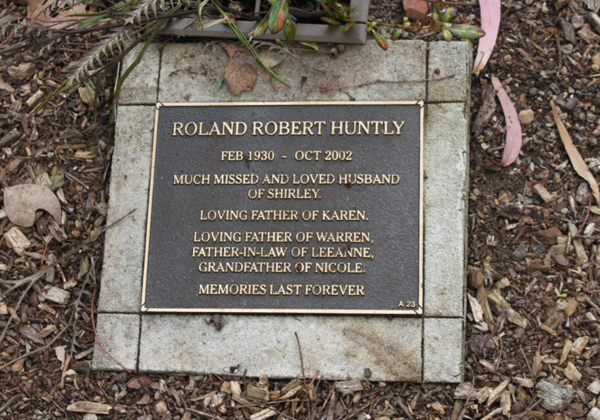 ROLAND ROBERT HUNTLY
FEB 1930 - OCT 2002
MUCH MISSED AND LOVED HUSBAND
OF SHIRLEY.
LOVING FATHER OF KAREN.
LOVING FATHER OF WARREN,
FATHER-IN-LAW OF LEEANNE,
GRANDFATHER OF NICOLE.
MEMORIES LAST FOREVER
A 23